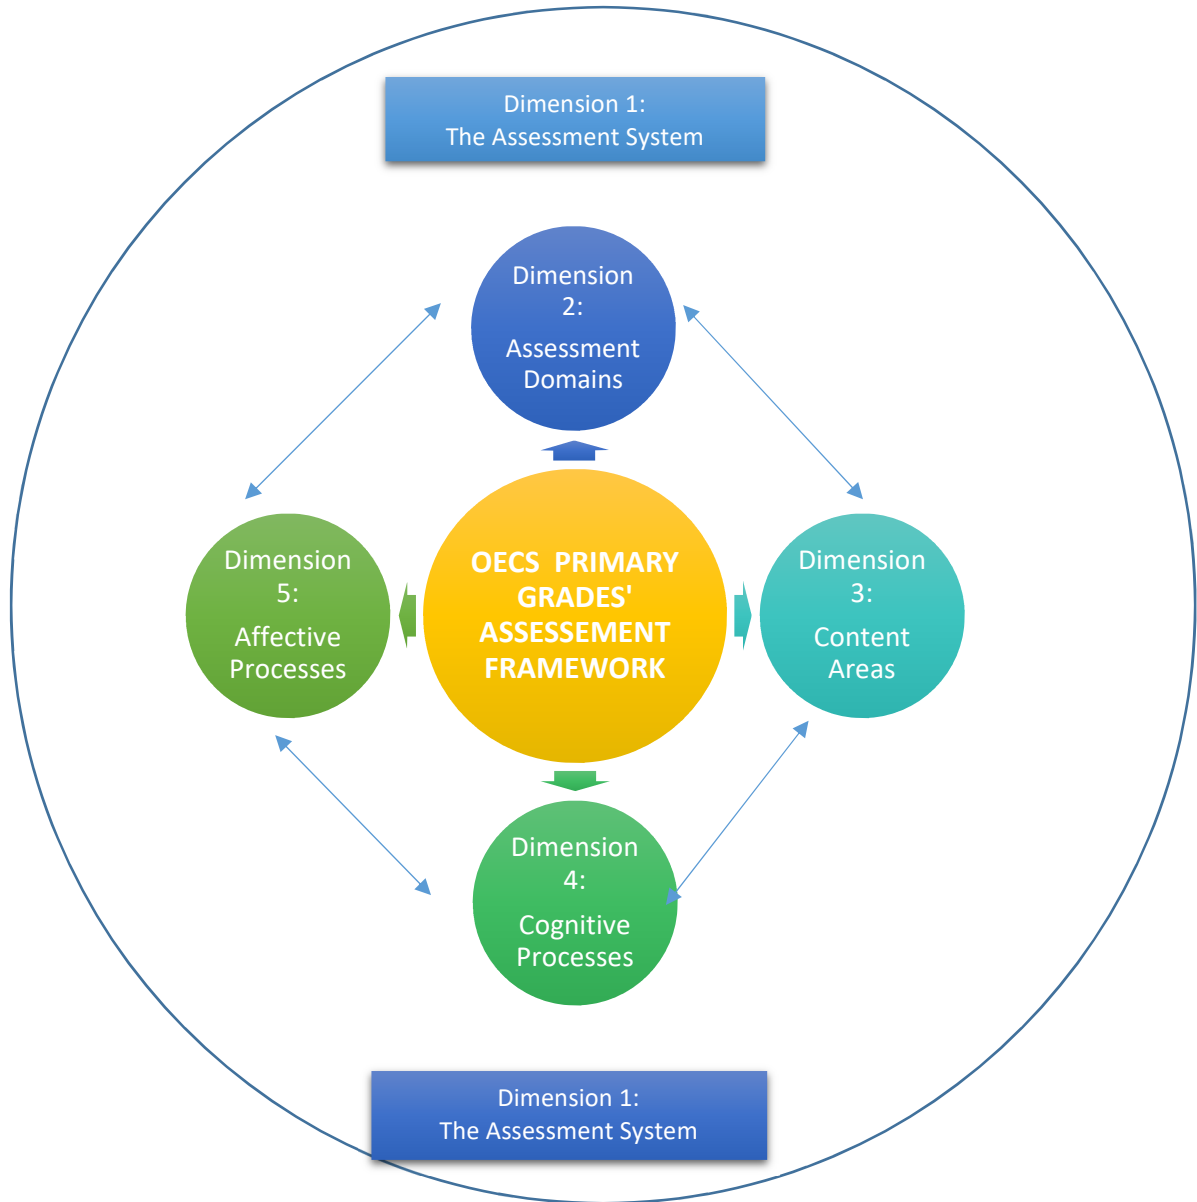 Dimension 1:
The Assessment System
Dimension
2:
Assessment
Domains
Dimension
5:
Affective
Processes
OECS PRIMARY
GRADES'
ASSESSEMENT
FRAMEWORK
Dimension
3:
Content
Areas
Dimension
4:
Cognitive
Processes
Dimension 1:
The Assessment System